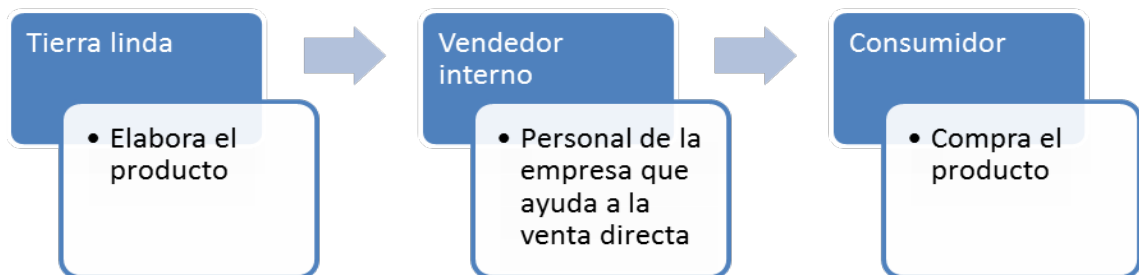 Tierra linda
• Elabora el
producto
Vendedor
interno
• Personal de la
empresa que
ayuda a la
venta directa
Consumidor
• Compra el
producto